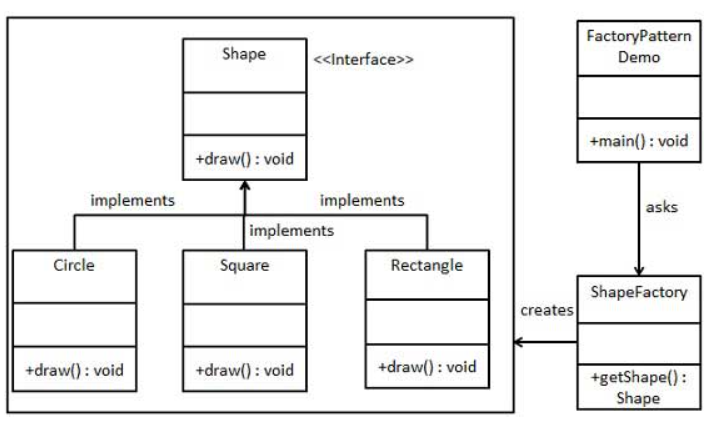 Shape
<<Interface>>
+draw() : void
implements
implements
implements
Circle
+draw() : void
Square
+draw() : void
Rectangle
+draw() : void
FactoryPattern
Demo
+main() : void
asks
ShapeFactory
creates
+getShape() :
Shape